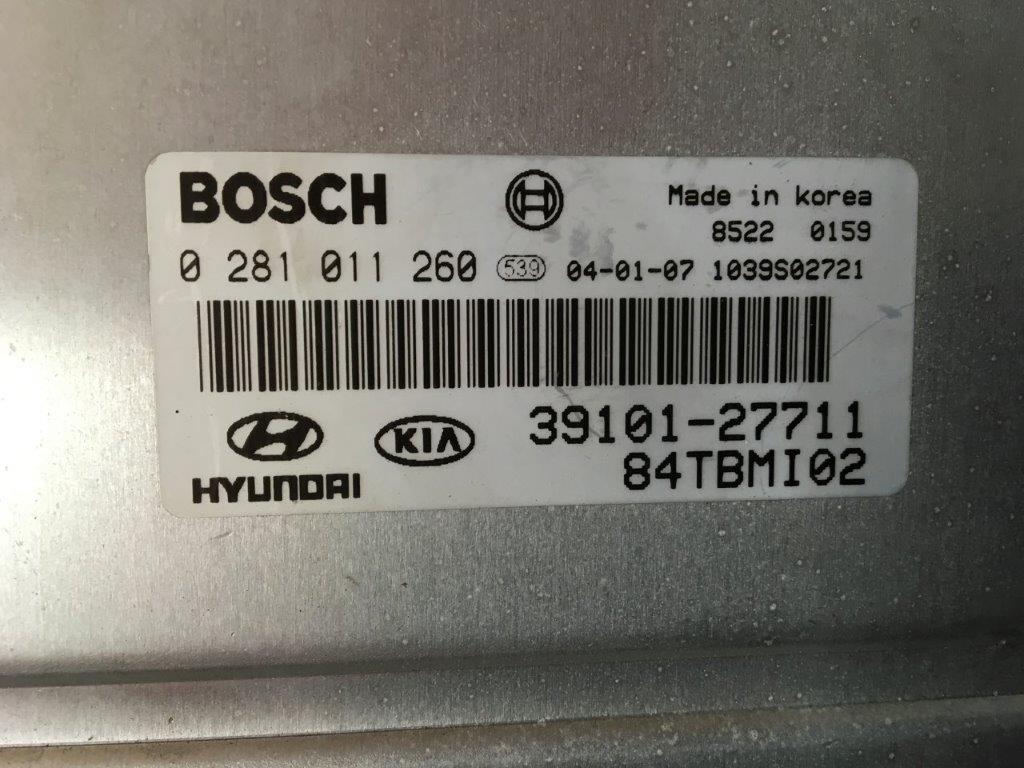 BOSCH
Made in korea
8522 0159
0 281 011 260 539 04-01-07 1039S02721
HYUNDAI
KIA
39101-27711
84TBMI02